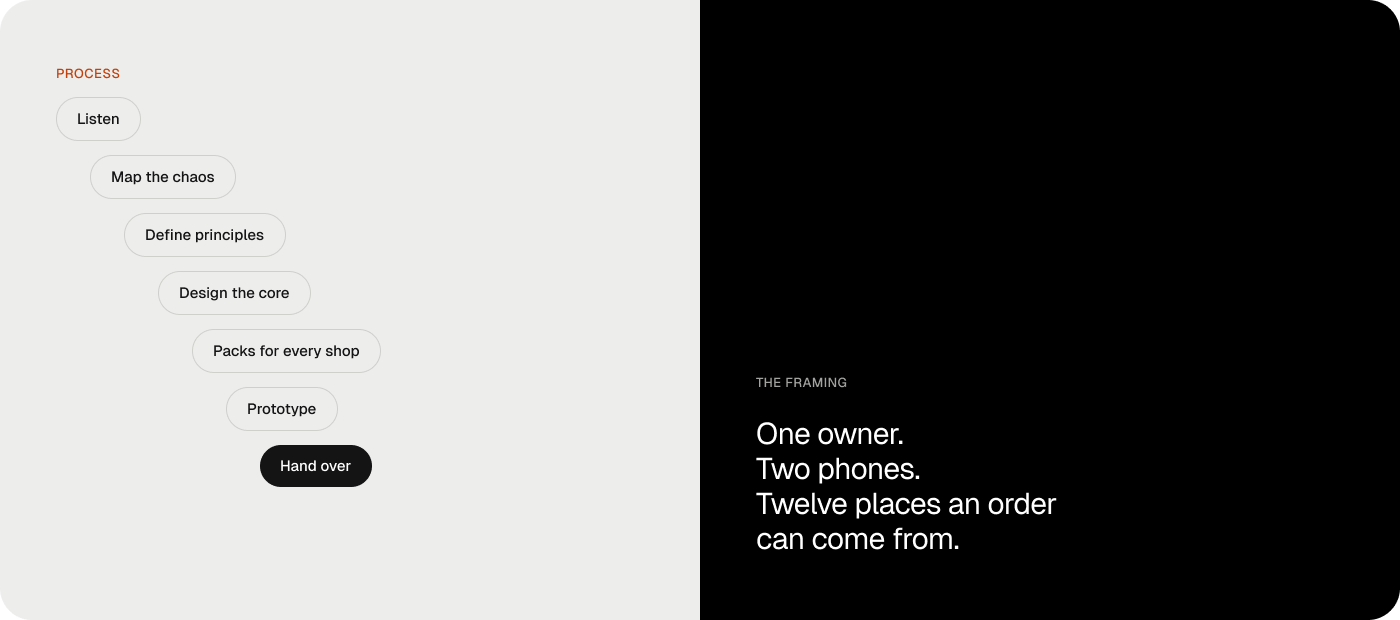 PROCESS
Listen
Map the chaos
Define principles
Design the core
Packs for every shop
Prototype
Hand over
THE FRAMING
One owner.
Two phones.
Twelve places an order
can come from.